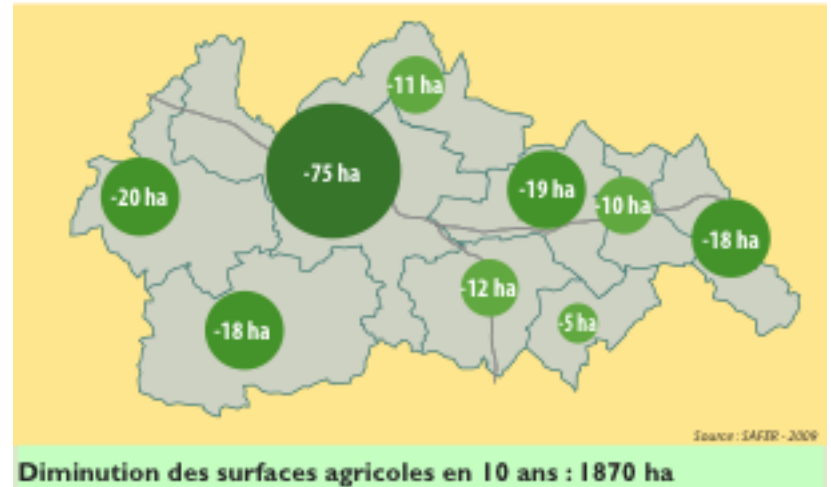 -11 ha
-75 ha
-20 ha
-19 ha
-10 ha
-18 ha
-12 ha
-18 ha
-5 ha
Source : SAFER - 2009
Diminution des surfaces agricoles en 10 ans : 1870 ha